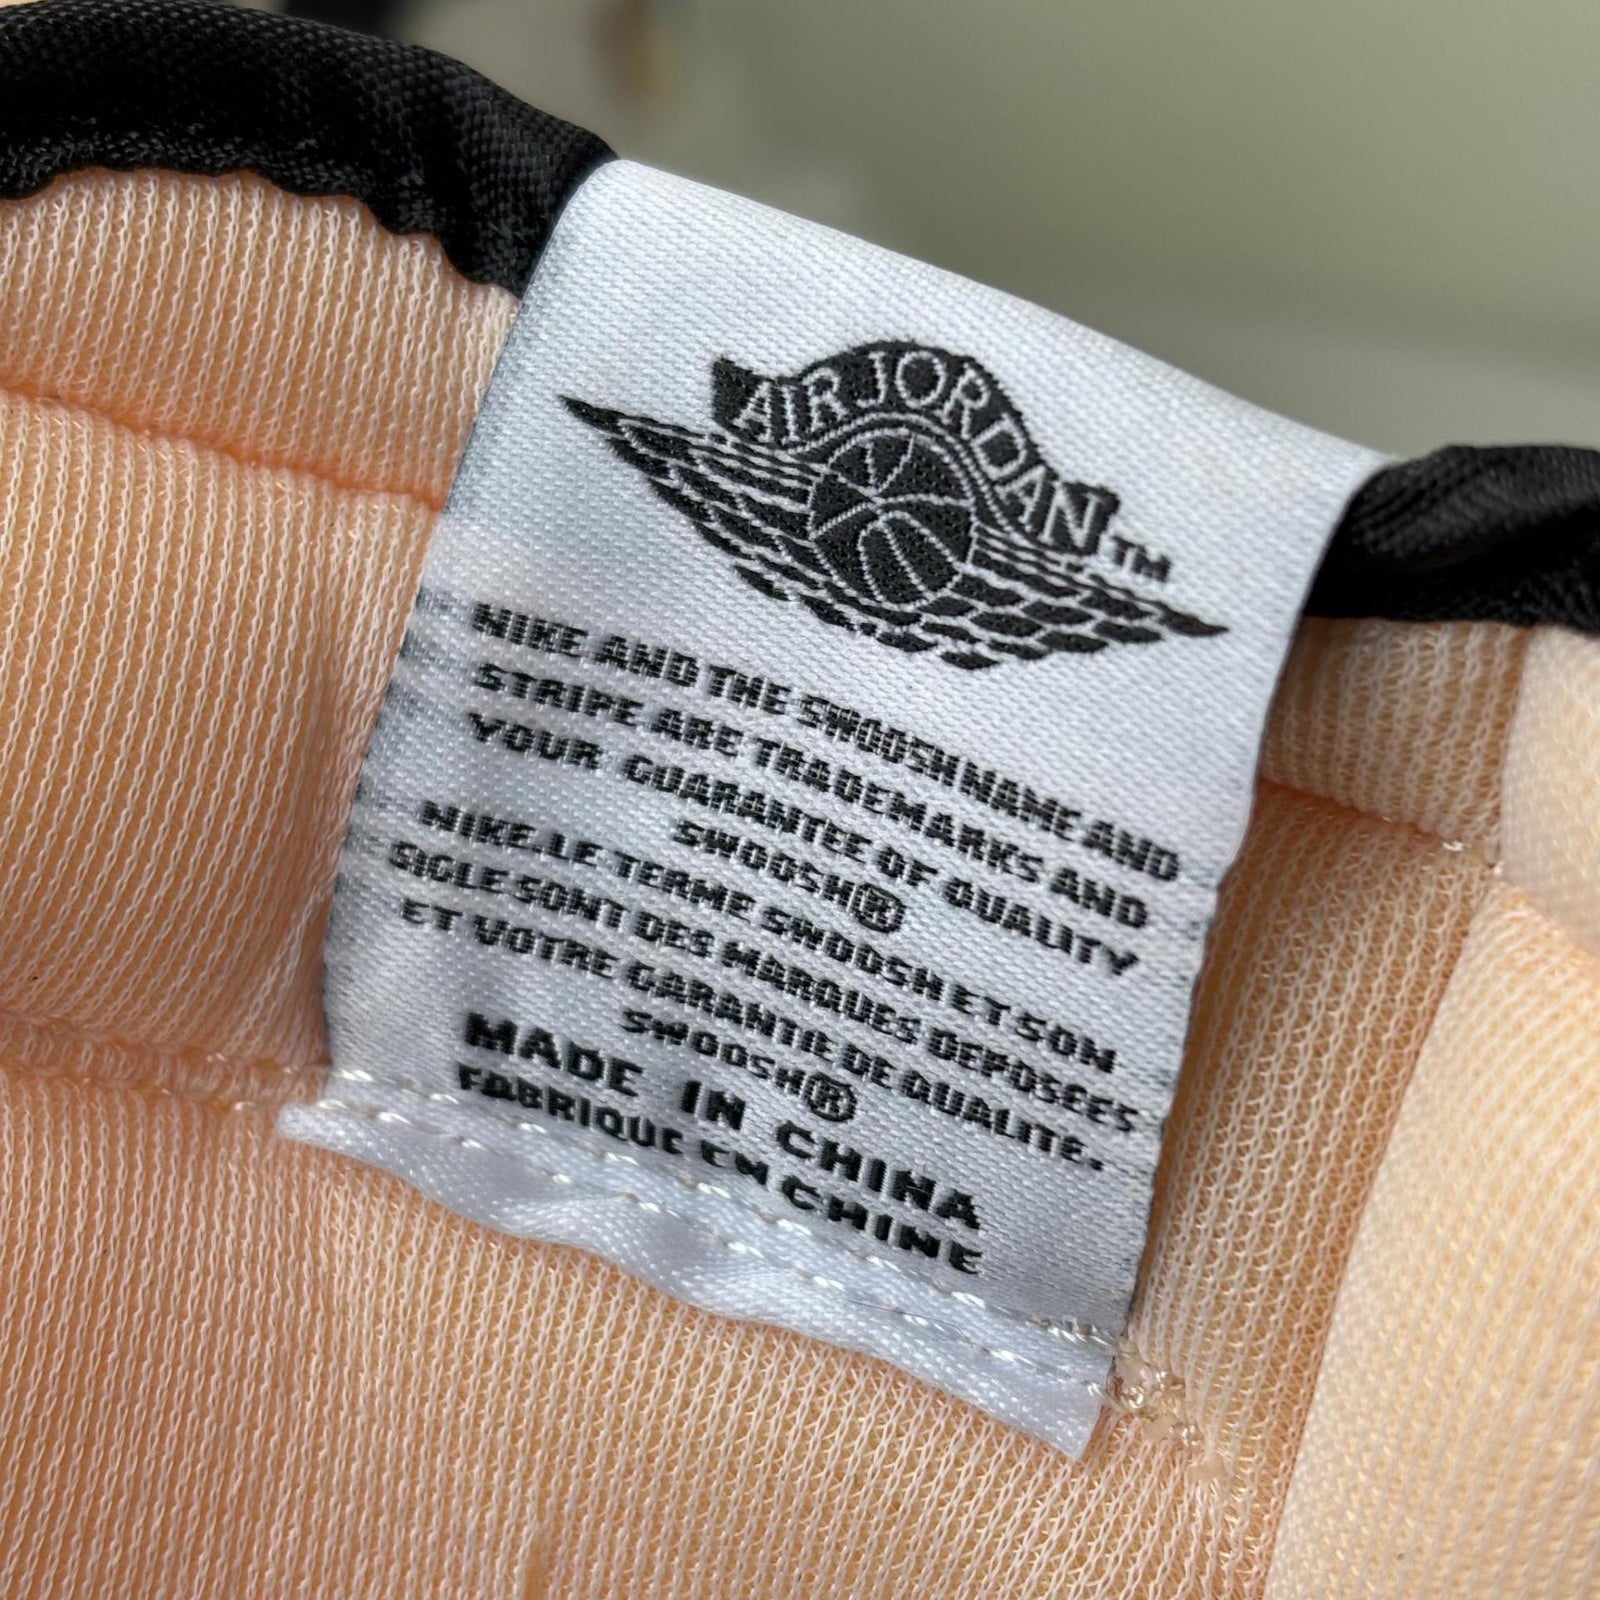 AIR JORDAN™
NIKE AND THE SWOOSH NAME AND
STRIPE ARE TRADEMARKS AND
YOUR GUARANTEE OF QUALITY
SWOOSH®
NIKE.LE TERME SWOOSH ET SON
SIGLE SONT DES MARQUES DEPOSEES
ET VOTRE GARANTIE DE QUALITE.
SWOOSH®
MADE IN CHINA
FABRIQUE EN CHINE